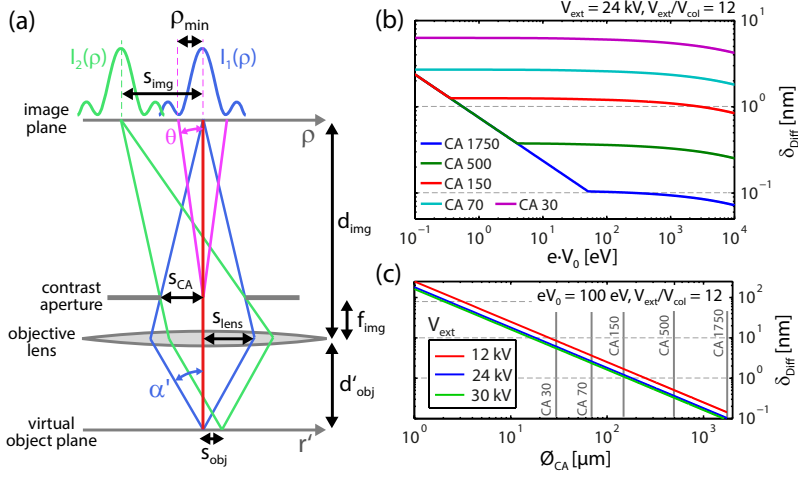 (a)
ρmin
I2(ρ)
I1(ρ)
simg
image
plane
ρ
θ
dimg
sCA
contrast
aperture
slens
fimg
objective
lens
α'
d'obj
virtual
object plane
sobj
r'
(b)
Vext = 24 kV, Vext/Vcol = 12
10^1
10^0
10^-1
δDiff [nm]
CA 1750
CA 500
CA 150
CA 70
CA 30
10^-1 10^0 10^1 10^2 10^3 10^4
e·V0 [eV]
(c)
eV0 = 100 eV, Vext/Vcol = 12
Vext
12 kV
24 kV
30 kV
CA 30
CA 70
CA 150
CA 500
CA 1750
10^2
10^1
10^0
10^-1
δDiff [nm]
10^0 10^1 10^2 10^3
ØCA [μm]